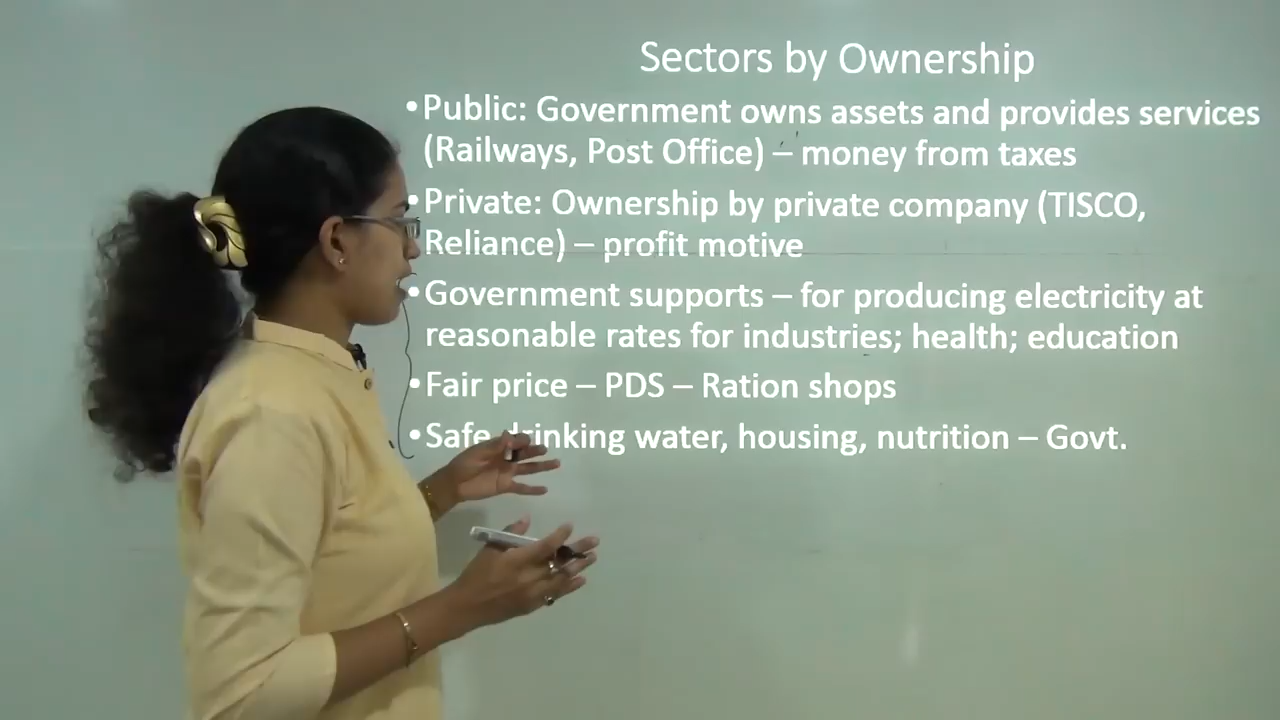 Sectors by Ownership
•Public: Government owns assets and provides services
(Railways, Post Office) – money from taxes
•Private: Ownership by private company (TISCO,
Reliance) – profit motive
•Government supports – for producing electricity at
reasonable rates for industries; health; education
•Fair price – PDS – Ration shops
•Safe drinking water, housing, nutrition – Govt.